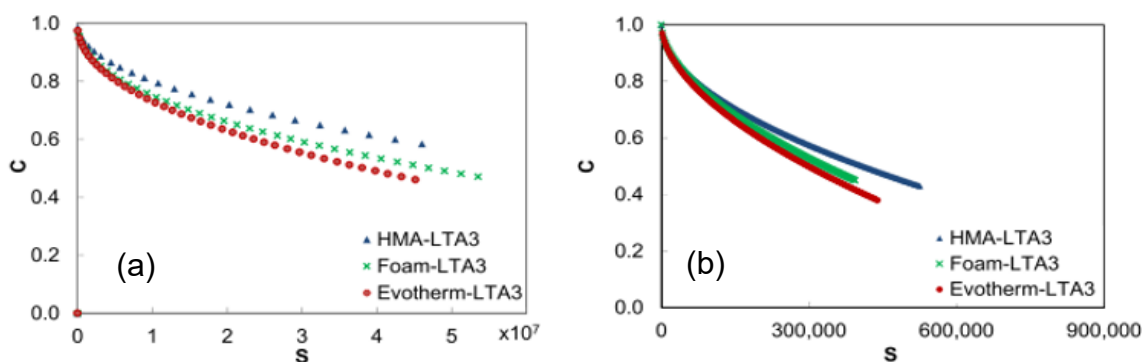 1.0
0.8
0.6
0.4
0.2
0.0
C
HMA-LTA3
Foam-LTA3
Evotherm-LTA3
(a)
0 1 2 3 4 5 x10⁷
S
1.0
0.8
0.6
0.4
0.2
0.0
C
HMA-LTA3
Foam-LTA3
Evotherm-LTA3
(b)
0 300,000 600,000 900,000
S